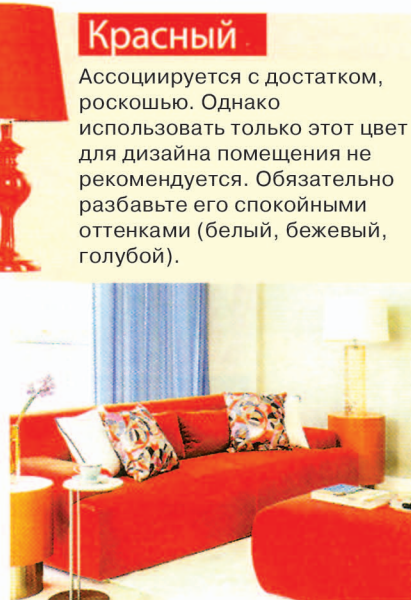 Красный
Ассоциируется с достатком,
роскошью. Однако
использовать только этот цвет
для дизайна помещения не
рекомендуется. Обязательно
разбавьте его спокойными
оттенками (белый, бежевый,
голубой).